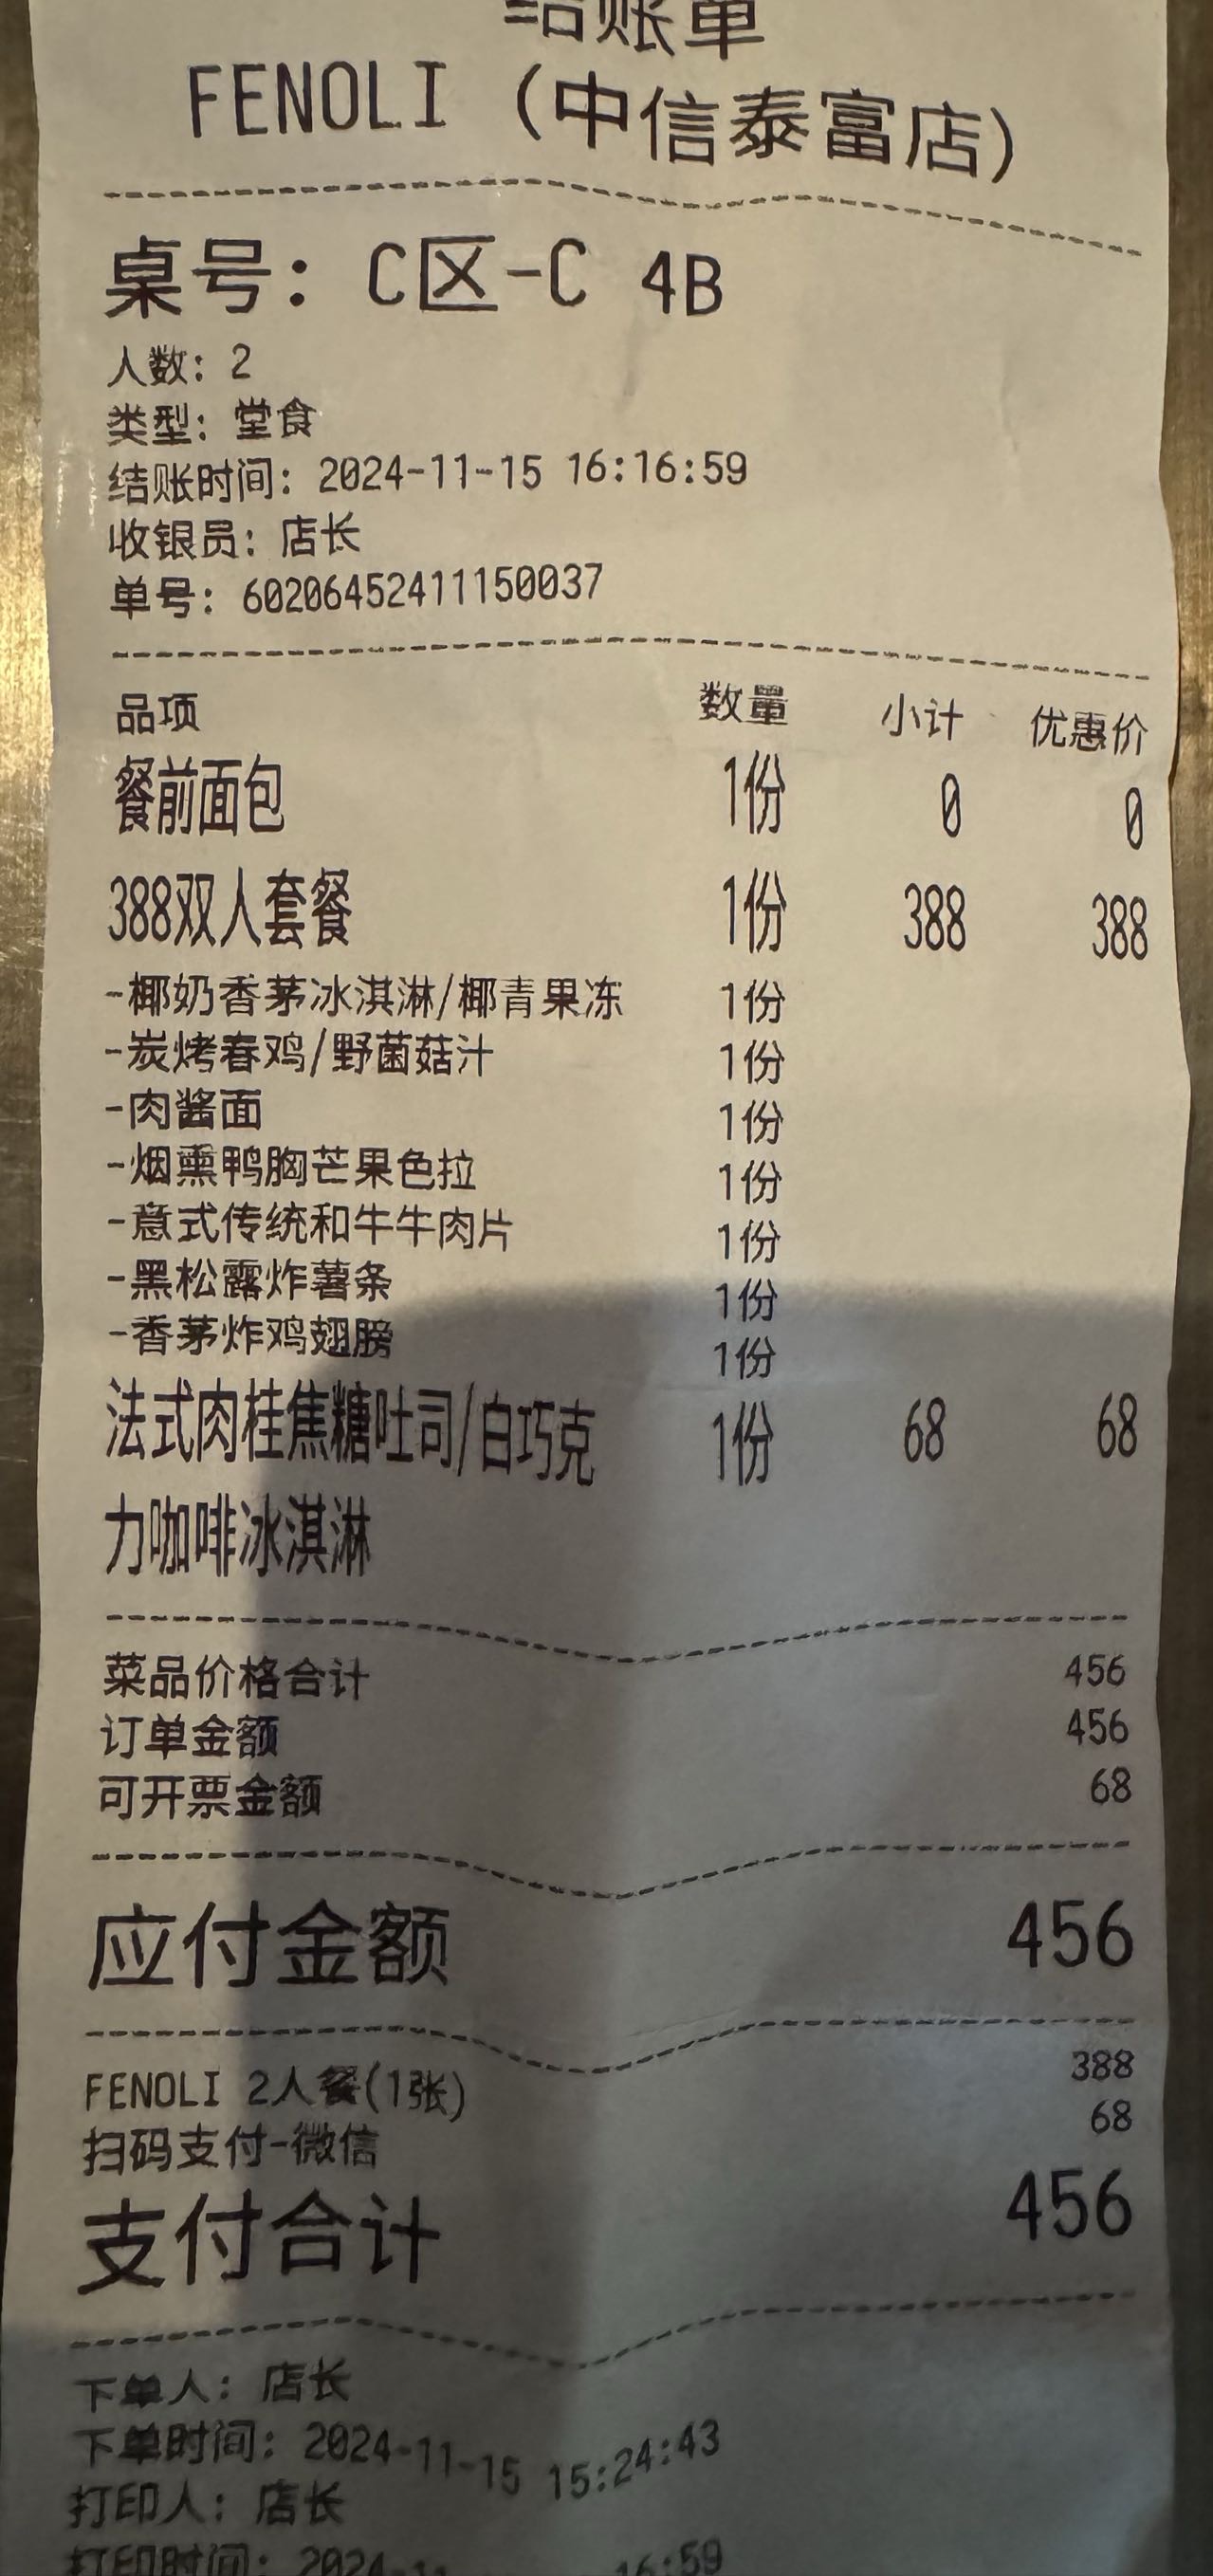 结账单
FENOLI (中信泰富店)
桌号: C区-C 4B
人数: 2
类型: 堂食
结账时间: 2024-11-15 16:16:59
收银员: 店长
单号: 60206452411150037
品项 数量 小计 优惠价
餐前面包 1份 0 0
388双人套餐 1份 388 388
-椰奶香茅冰淇淋/椰青果冻 1份
-炭烤春鸡/野菌菇汁 1份
-肉酱面 1份
-烟熏鸭胸芒果色拉 1份
-意式传统和牛牛肉片 1份
-黑松露炸薯条 1份
-香茅炸鸡翅膀 1份
法式肉桂焦糖吐司/白巧克 1份 68 68
力咖啡冰淇淋
菜品价格合计 456
订单金额 456
可开票金额 68
应付金额 456
FENOLI 2人餐(1张) 388
扫码支付-微信 68
支付合计 456
下单人: 店长
下单时间: 2024-11-15 15:24:43
打印人: 店长
打印时间: 2024-1 16:59